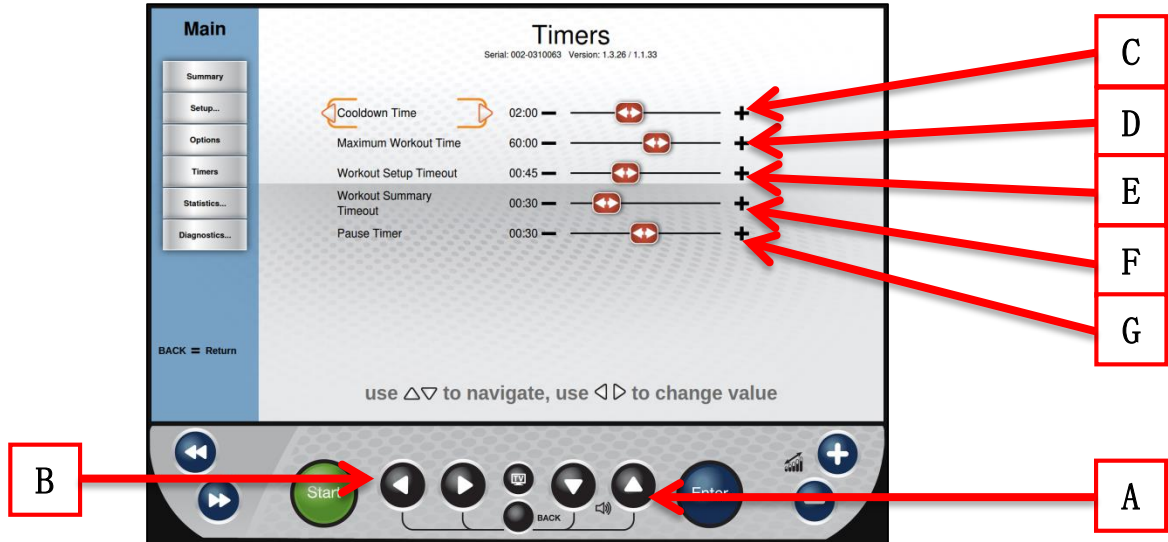 Main
Summary
Setup...
Options
Timers
Statistics...
Diagnostics...
BACK = Return
Timers
Serial: 002-0310063 Version: 1.3.26 / 1.1.33
Cooldown Time 02:00
Maximum Workout Time 60:00
Workout Setup Timeout 00:45
Workout Summary
Timeout 00:30
Pause Timer 00:30
use △▽ to navigate, use ◁ ▷ to change value
Start
TV
BACK
Enter
A
B
C
D
E
F
G